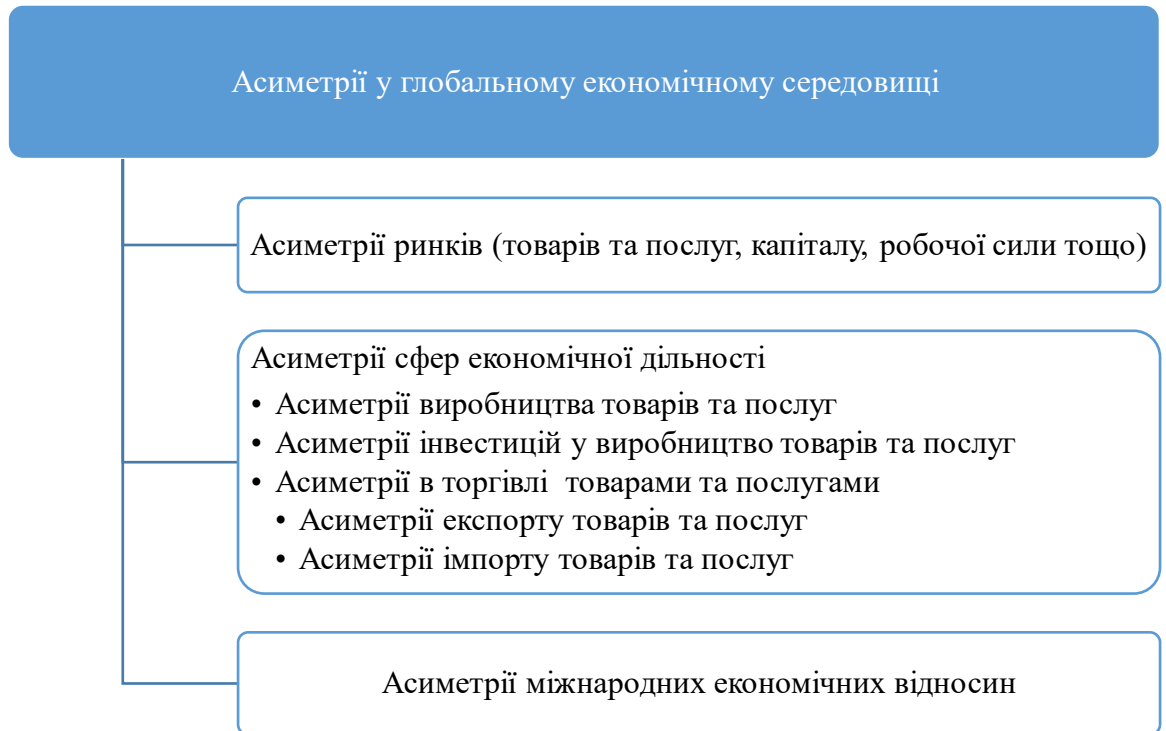 Асиметрії у глобальному економічному середовищі
Асиметрії ринків (товарів та послуг, капіталу, робочої сили тощо)
Асиметрії сфер економічної дільності
• Асиметрії виробництва товарів та послуг
• Асиметрії інвестицій у виробництво товарів та послуг
• Асиметрії в торгівлі товарами та послугами
• Асиметрії експорту товарів та послуг
• Асиметрії імпорту товарів та послуг
Асиметрії міжнародних економічних відносин